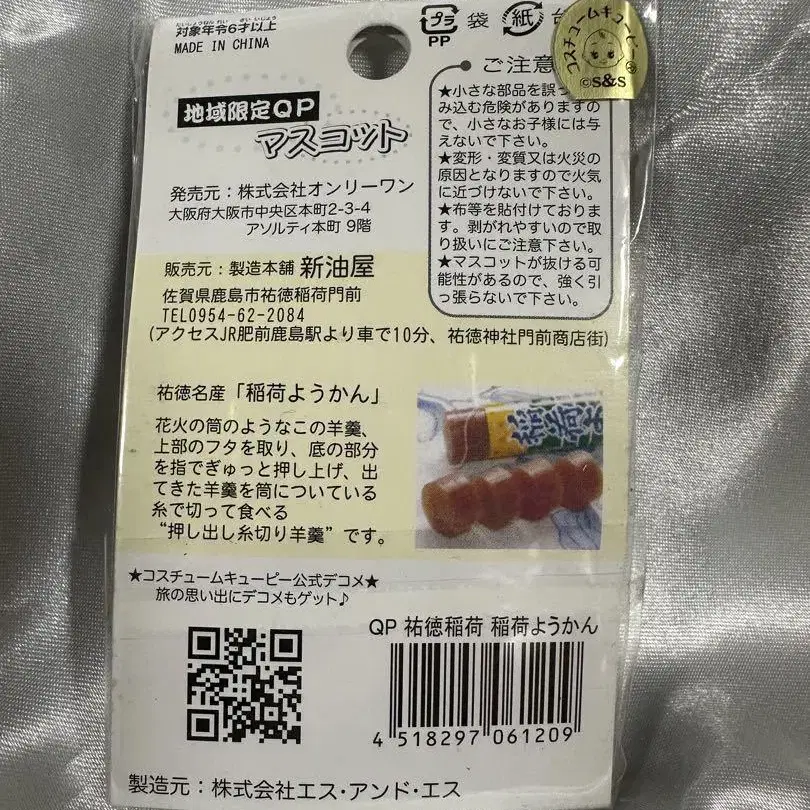 対象年令6才以上
MADE IN CHINA
プラ
PP
袋
紙
コスチュームキューピー
®
©S&S
地域限定QP
マスコット
発売元:株式会社オンリーワン
大阪府大阪市中央区本町2-3-4
アソルティ本町 9階
ご注意
★小さな部品を誤っ
み込む危険がありますの
で、小さなお子様には与
えないで下さい。
★変形・変質又は火災の
原因となりますので火気
に近づけないで下さい。
★布等を貼付けておりま
す。剥がれやすいので取
り扱いにご注意下さい。
★マスコットが抜ける可
能性があるので、強く引
っ張らないで下さい。
販売元:製造本舗 新油屋
佐賀県鹿島市祐徳稲荷門前
TEL0954-62-2084
(アクセスJR肥前鹿島駅より車で10分、祐徳神社門前商店街)
祐徳名産「稲荷ようかん」
花火の筒のようなこの羊羹、
上部のフタを取り、底の部分
を指でぎゅっと押し上げ、出
てきた羊羹を筒についている
糸で切って食べる
“押し出し糸切り羊羹”です。
稲荷
★コスチュームキューピー公式デコメ★
旅の思い出にデコメもゲット♪
QP 祐徳稲荷 稲荷ようかん
4 518297 061209
製造元:株式会社エス・アンド・エス